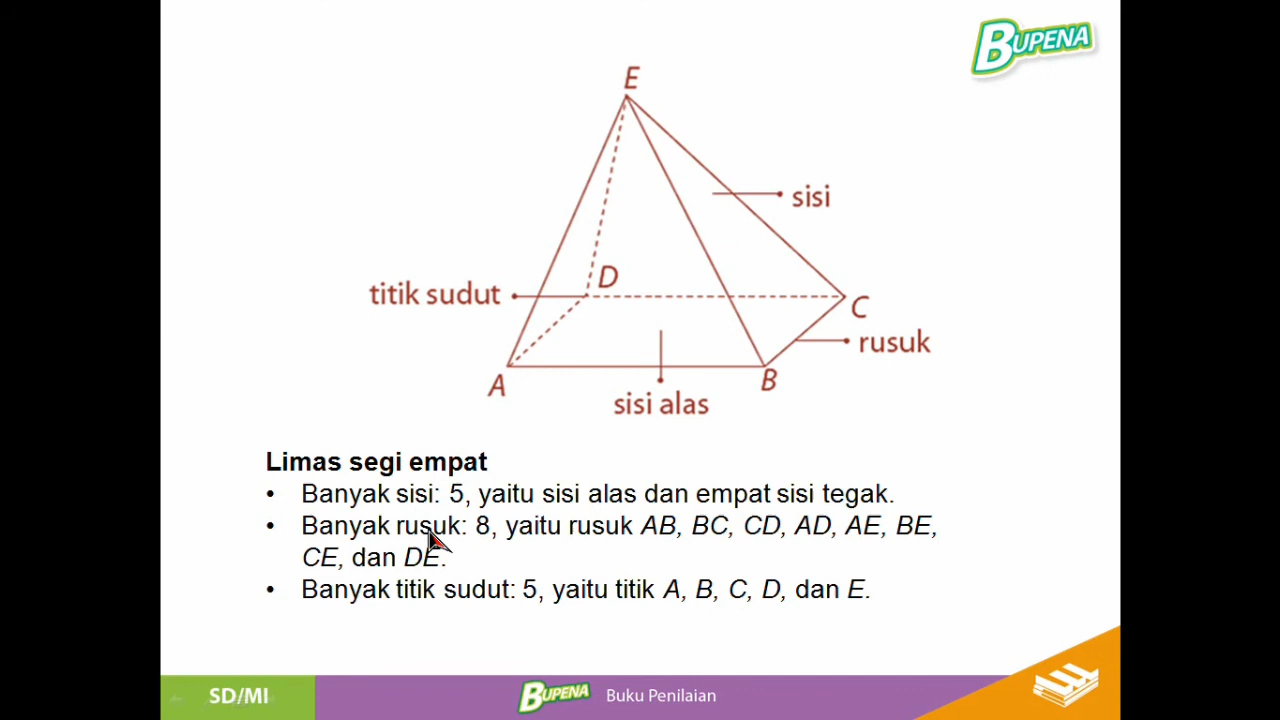 BUPENA
E
sisi
D
titik sudut
C
rusuk
A
B
sisi alas
Limas segi empat
• Banyak sisi: 5, yaitu sisi alas dan empat sisi tegak.
• Banyak rusuk: 8, yaitu rusuk AB, BC, CD, AD, AE, BE,
CE, dan DE.
• Banyak titik sudut: 5, yaitu titik A, B, C, D, dan E.
SD/MI
BUPENA
Buku Penilaian